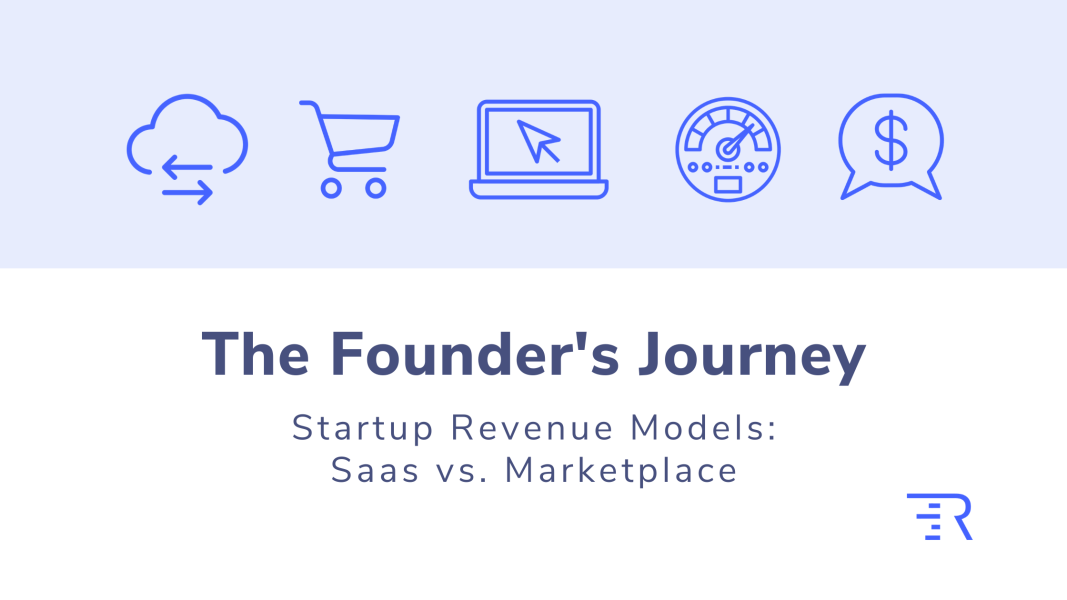 $
The Founder's Journey
Startup Revenue Models:
Saas vs. Marketplace
R